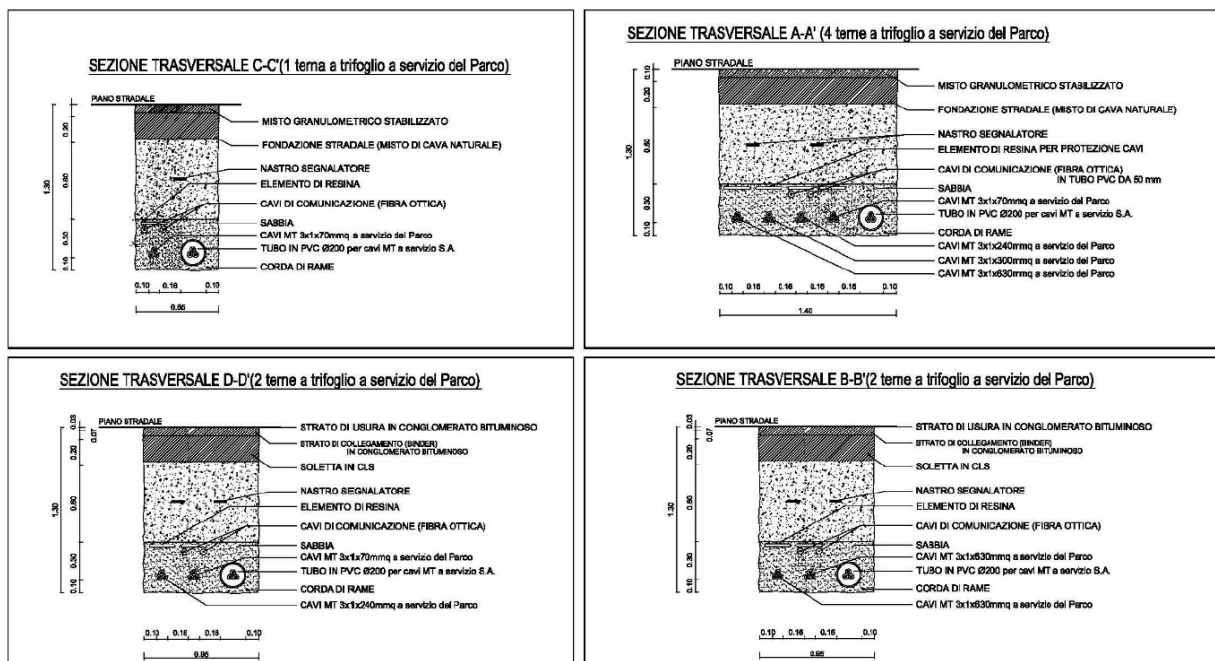 SEZIONE TRASVERSALE C-C'(1 terna a trifoglio a servizio del Parco)
PIANO STRADALE
MISTO GRANULOMETRICO STABILIZZATO
FONDAZIONE STRADALE (MISTO DI CAVA NATURALE)
NASTRO SEGNALATORE
ELEMENTO DI RESINA
CAVI DI COMUNICAZIONE (FIBRA OTTICA)
SABBIA
CAVI MT 3x1x70mmq a servizio del Parco
TUBO IN PVC Ø200 per cavi MT a servizio S.A.
CORDA DI RAME
1.30
0.20
0.60
0.30
0.10
0.10 0.16 0.10
0.65
SEZIONE TRASVERSALE A-A' (4 terne a trifoglio a servizio del Parco)
PIANO STRADALE
MISTO GRANULOMETRICO STABILIZZATO
FONDAZIONE STRADALE (MISTO DI CAVA NATURALE)
NASTRO SEGNALATORE
ELEMENTO DI RESINA PER PROTEZIONE CAVI
CAVI DI COMUNICAZIONE (FIBRA OTTICA)
IN TUBO PVC DA 50 mm
SABBIA
CAVI MT 3x1x70mmq a servizio del Parco
TUBO IN PVC Ø200 per cavi MT a servizio S.A.
CORDA DI RAME
CAVI MT 3x1x240mmq a servizio del Parco
CAVI MT 3x1x300mmq a servizio del Parco
CAVI MT 3x1x630mmq a servizio del Parco
1.30
0.10
0.20
0.60
0.30
0.10
0.10 0.16 0.16 0.16 0.10
1.40
SEZIONE TRASVERSALE D-D'(2 terne a trifoglio a servizio del Parco)
PIANO STRADALE
STRATO DI USURA IN CONGLOMERATO BITUMINOSO
STRATO DI COLLEGAMENTO (BINDER)
IN CONGLOMERATO BITUMINOSO
SOLETTA IN CLS
NASTRO SEGNALATORE
ELEMENTO DI RESINA
CAVI DI COMUNICAZIONE (FIBRA OTTICA)
SABBIA
CAVI MT 3x1x70mmq a servizio del Parco
TUBO IN PVC Ø200 per cavi MT a servizio S.A.
CORDA DI RAME
CAVI MT 3x1x240mmq a servizio del Parco
1.30
0.03
0.07
0.20
0.60
0.30
0.10
0.10 0.16 0.16 0.10
0.95
SEZIONE TRASVERSALE B-B'(2 terne a trifoglio a servizio del Parco)
PIANO STRADALE
STRATO DI USURA IN CONGLOMERATO BITUMINOSO
STRATO DI COLLEGAMENTO (BINDER)
IN CONGLOMERATO BITUMINOSO
SOLETTA IN CLS
NASTRO SEGNALATORE
ELEMENTO DI RESINA
CAVI DI COMUNICAZIONE (FIBRA OTTICA)
SABBIA
CAVI MT 3x1x630mmq a servizio del Parco
TUBO IN PVC Ø200 per cavi MT a servizio S.A.
CORDA DI RAME
CAVI MT 3x1x630mmq a servizio del Parco
1.30
0.03
0.07
0.20
0.60
0.30
0.10
0.10 0.16 0.16 0.10
0.95